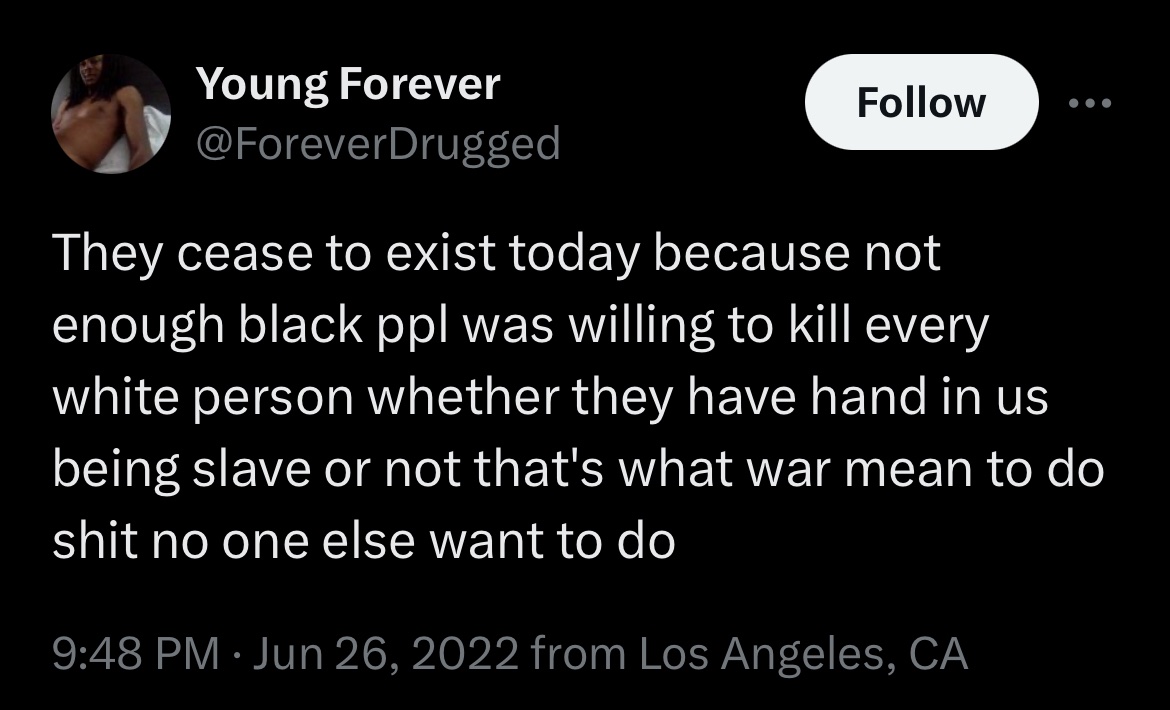 Young Forever
@ForeverDrugged
Follow
They cease to exist today because not
enough black ppl was willing to kill every
white person whether they have hand in us
being slave or not that's what war mean to do
shit no one else want to do
9:48 PM · Jun 26, 2022 from Los Angeles, CA